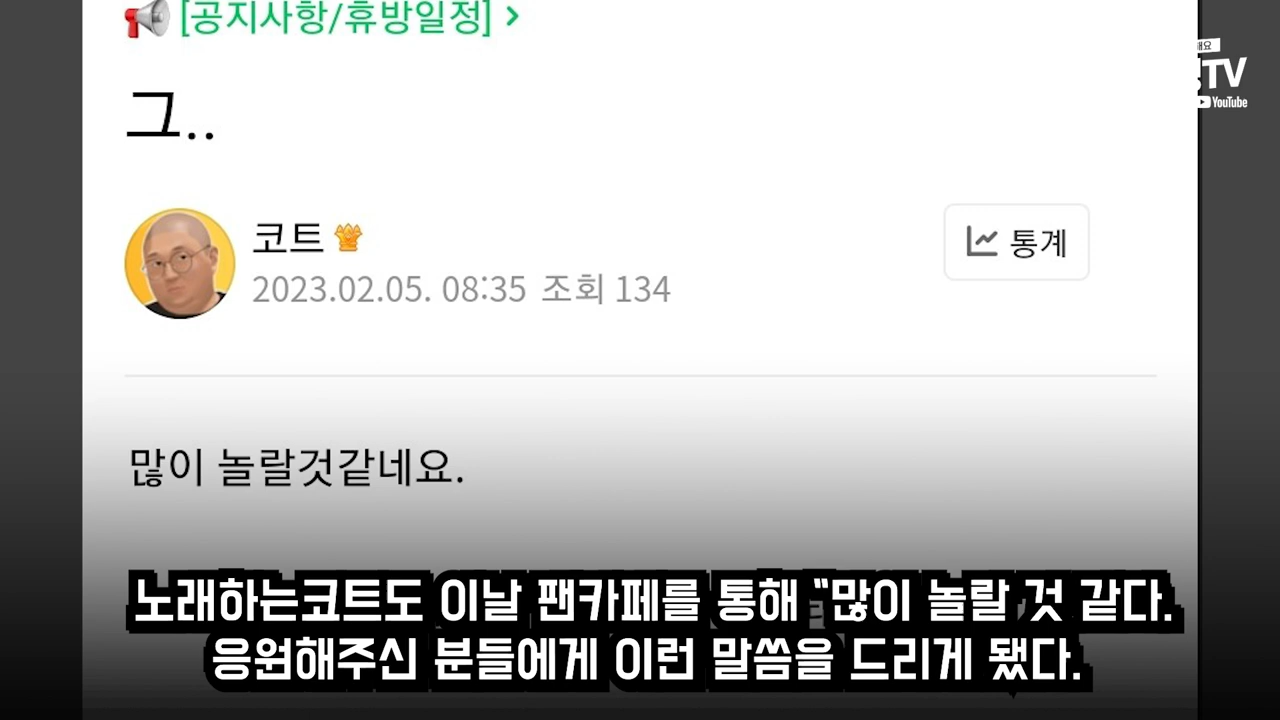 [공지사항/휴방일정] >
TV
YouTube
그..
코트
2023.02.05. 08:35 조회 134
통계
많이 놀랄것같네요.
노래하는코트도 이날 팬카페를 통해 “많이 놀랄 것 같다.
응원해주신 분들에게 이런 말씀을 드리게 됐다.